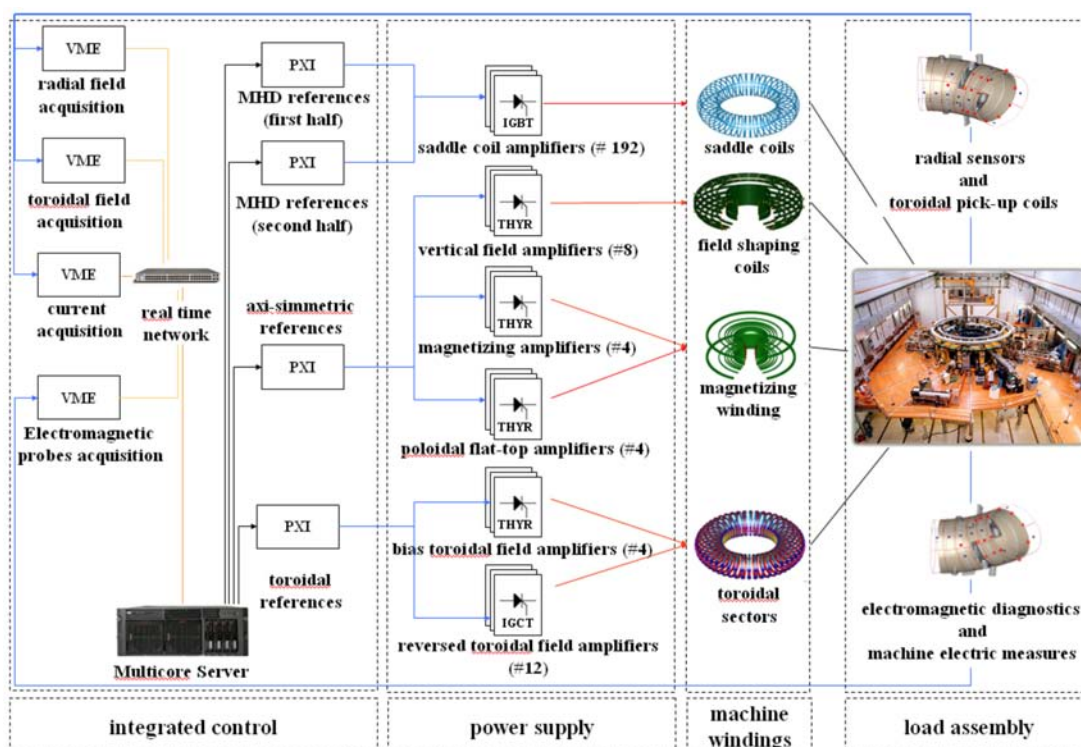 VME
radial field
acquisition
VME
toroidal field
acquisition
VME
current
acquisition
real time
network
VME
Electromagnetic
probes acquisition
Multicore Server
PXI
MHD references
(first half)
PXI
MHD references
(second half)
axi-simmetric
references
PXI
PXI
toroidal
references
IGBT
saddle coil amplifiers (# 192)
THYR
vertical field amplifiers (#8)
THYR
magnetizing amplifiers (#4)
THYR
poloidal flat-top amplifiers (#4)
THYR
bias toroidal field amplifiers (#4)
IGCT
reversed toroidal field amplifiers
(#12)
saddle coils
field shaping
coils
magnetizing
winding
toroidal
sectors
radial sensors
and
toroidal pick-up coils
electromagnetic diagnostics
and
machine electric measures
integrated control
power supply
machine
windings
load assembly